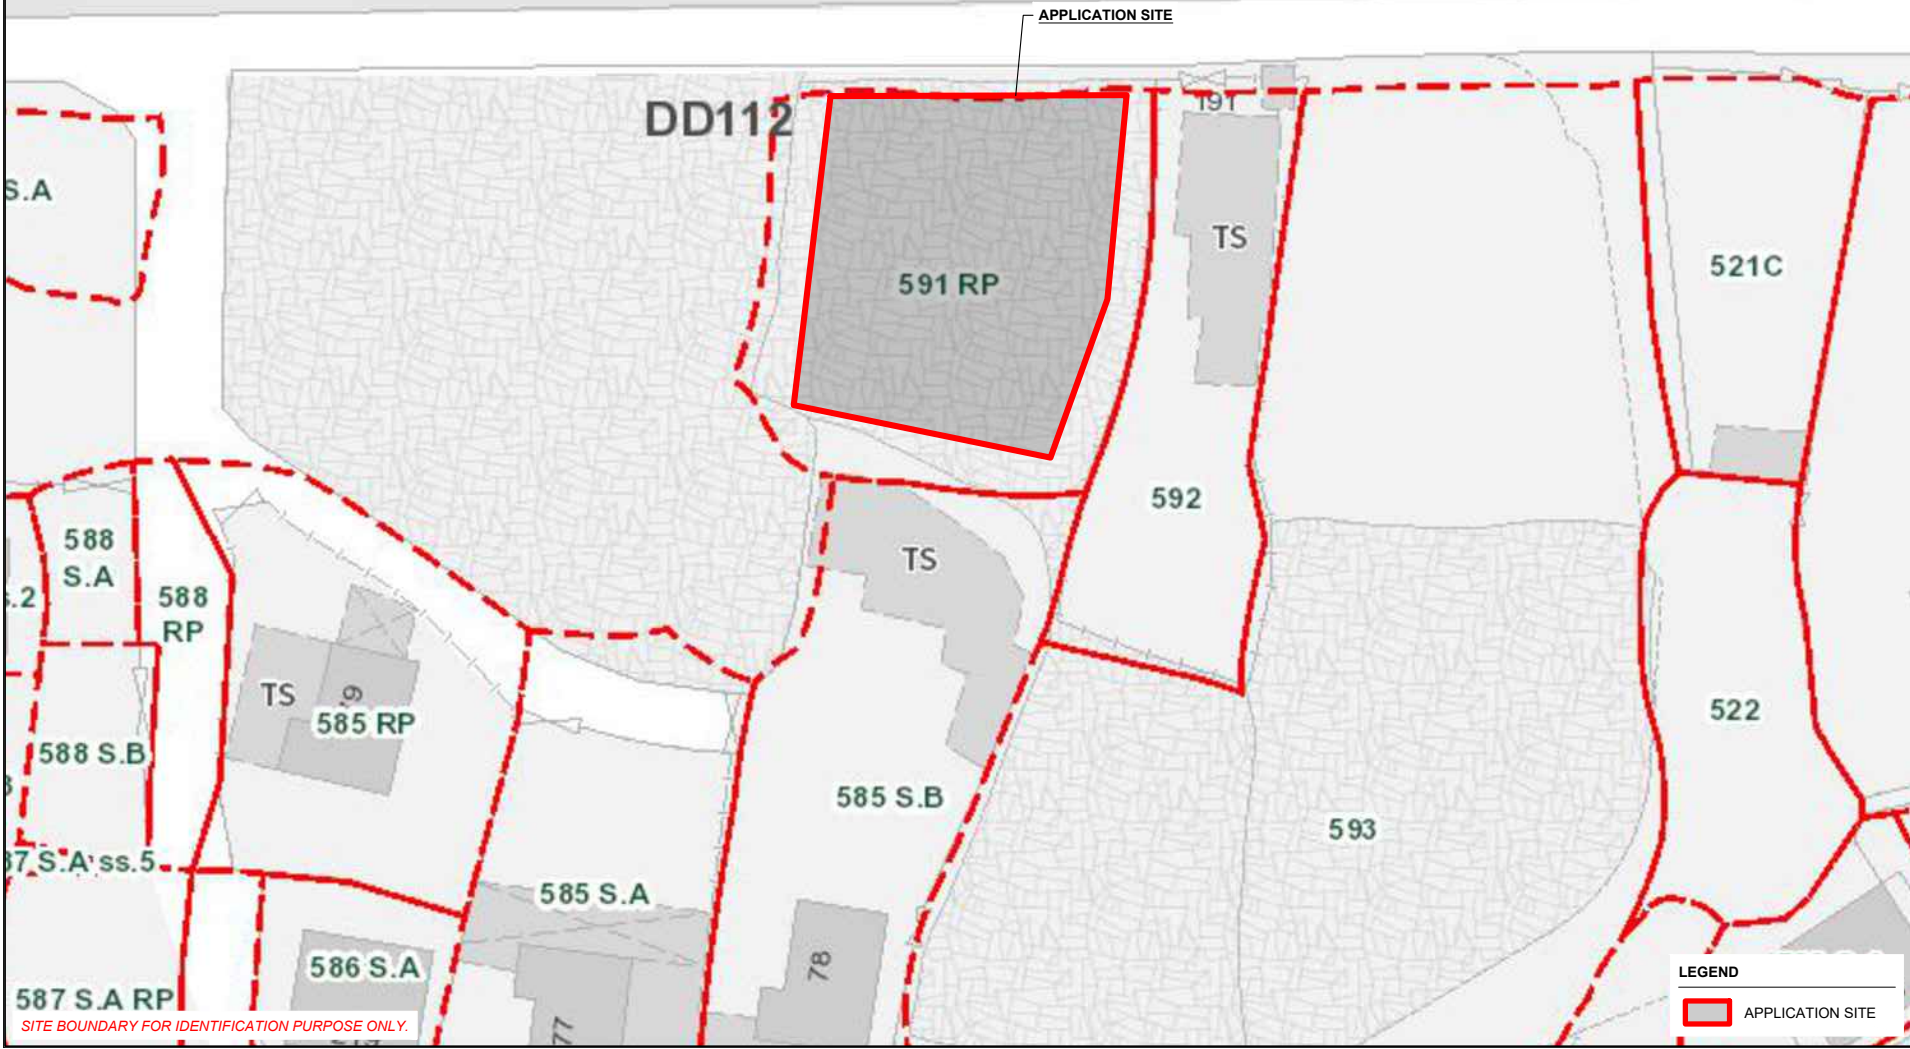 APPLICATION SITE
DD112
191
S.A
TS
521C
591 RP
592
588
S.A
TS
588
RP
TS
585 RP
522
588 S.B
585 S.B
593
S.A ss.5
585 S.A
586 S.A
78
587 S.A RP
77
LEGEND
APPLICATION SITE
SITE BOUNDARY FOR IDENTIFICATION PURPOSE ONLY.